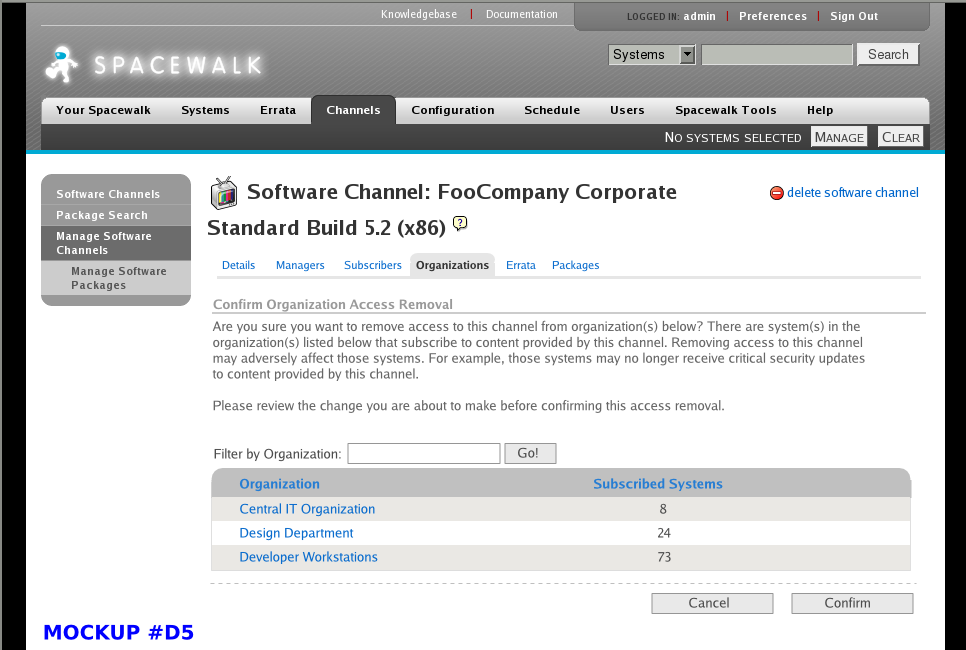 Knowledgebase | Documentation
LOGGED IN: admin | Preferences | Sign Out
SPACEWALK
Systems
Search
Your Spacewalk Systems Errata Channels Configuration Schedule Users Spacewalk Tools Help
NO SYSTEMS SELECTED MANAGE CLEAR
Software Channels
Package Search
Manage Software
Channels
Manage Software
Packages
Software Channel: FooCompany Corporate
Standard Build 5.2 (x86) ?
delete software channel
Details Managers Subscribers Organizations Errata Packages
Confirm Organization Access Removal
Are you sure you want to remove access to this channel from organization(s) below? There are system(s) in the
organization(s) listed below that subscribe to content provided by this channel. Removing access to this channel
may adversely affect those systems. For example, those systems may no longer receive critical security updates
to content provided by this channel.
Please review the change you are about to make before confirming this access removal.
Filter by Organization: Go!
Organization Subscribed Systems
Central IT Organization 8
Design Department 24
Developer Workstations 73
Cancel Confirm
MOCKUP #D5